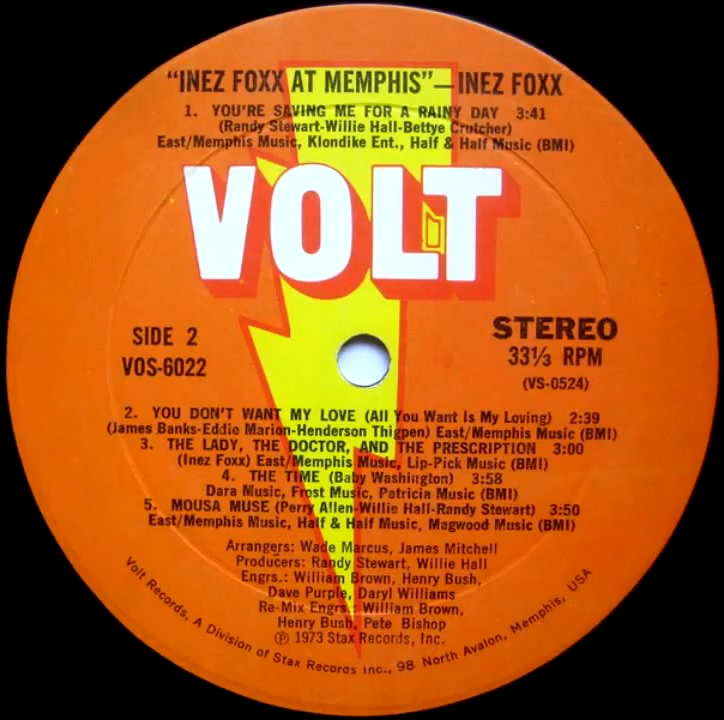 "INEZ FOXX AT MEMPHIS"—INEZ FOXX
1. YOU'RE SAVING ME FOR A RAINY DAY 3:41
(Randy Stewart-Willie Hall-Bettye Crutcher)
East/Memphis Music, Klondike Ent., Half & Half Music (BMI)
VOLT
SIDE 2
VOS-6022
STEREO
33⅓ RPM
(VS-0524)
2. YOU DON'T WANT MY LOVE (All You Want Is My Loving) 2:39
(James Banks-Eddie Marion-Henderson Thigpen) East/Memphis Music (BMI)
3. THE LADY, THE DOCTOR, AND THE PRESCRIPTION 3:00
(Inez Foxx) East/Memphis Music, Lip-Pick Music (BMI)
4. THE TIME (Baby Washington) 3:58
Dara Music, Frost Music, Patricia Music (BMI)
5. MOUSA MUSE (Perry Allen-Willie Hall-Randy Stewart) 3:50
East/Memphis Music, Half & Half Music, Magwood Music (BMI)
Arrangers: Wade Marcus, James Mitchell
Producers: Randy Stewart, Willie Hall
Engrs.: William Brown, Henry Bush,
Dave Purple, Daryl Williams
Re-Mix Engrs.: William Brown,
Henry Bush, Pete Bishop
℗ 1973 Stax Records, Inc.
Volt Records, A Division of Stax Records Inc., 98 North Avalon, Memphis, USA